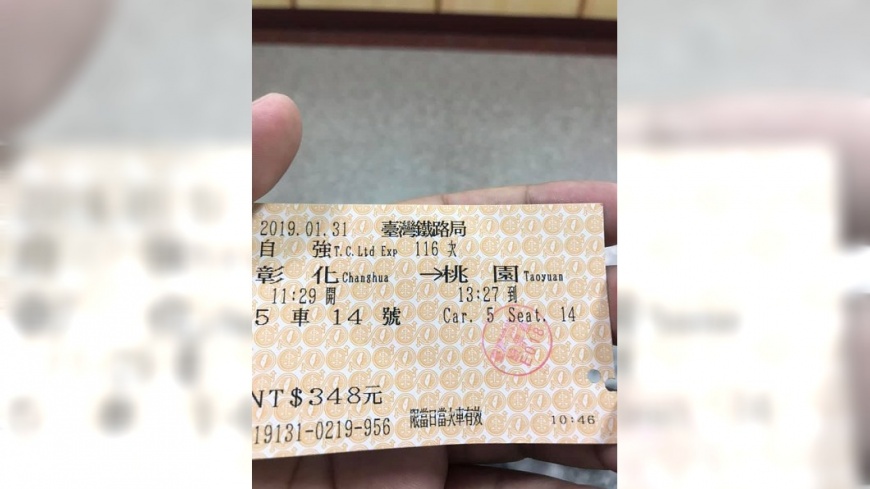 2019.01.31 臺灣鐵路局
自 強 T.C.Ltd Exp 116 次
彰 化 Changhua →桃 園 Taoyuan
11:29 開 13:27 到
5 車 14 號 Car. 5 Seat. 14
NT$348元
限當日當次車有效
19131-0219-956 10:46